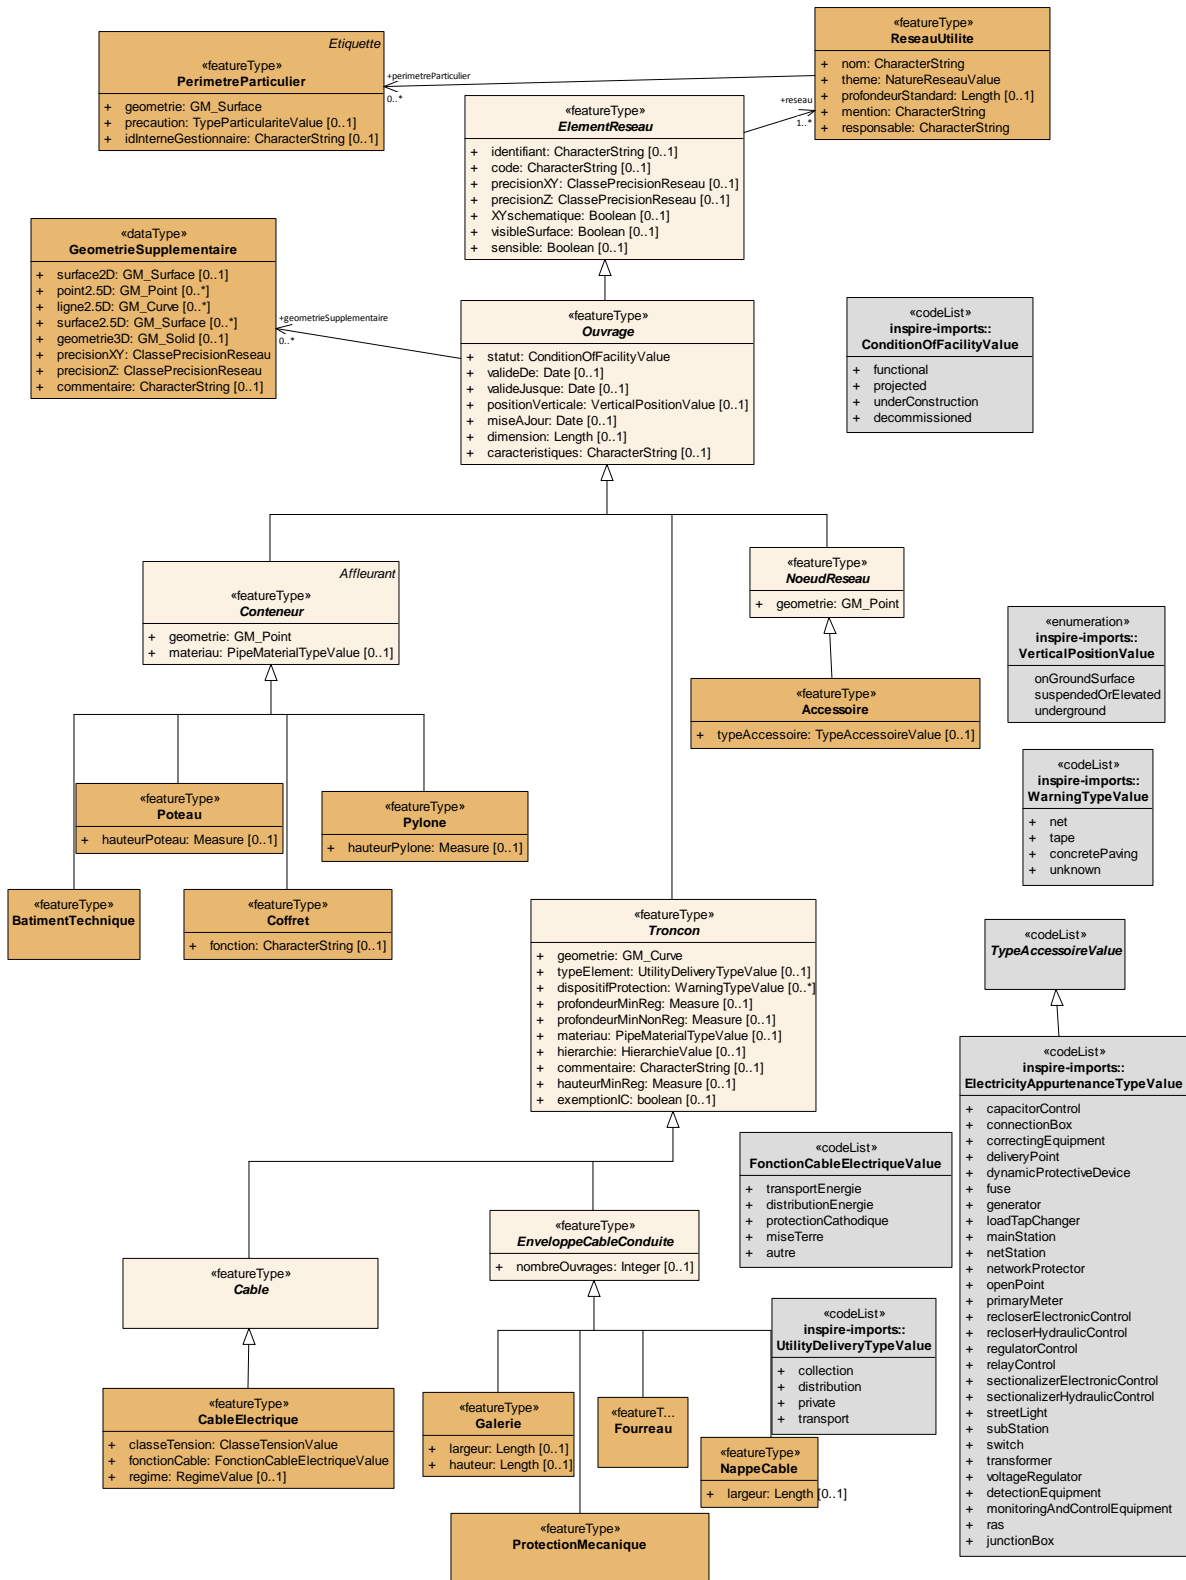 Etiquette
«featureType»
PerimetreParticulier
+ geometrie: GM_Surface
+ precaution: TypeParticulariteValue [0..1]
+ idInterneGestionnaire: CharacterString [0..1]
+perimetreParticulier
0..*
«featureType»
ReseauUtilite
+ nom: CharacterString
+ theme: NatureReseauValue
+ profondeurStandard: Length [0..1]
+ mention: CharacterString
+ responsable: CharacterString
+reseau
1..*
«featureType»
ElementReseau
+ identifiant: CharacterString [0..1]
+ code: CharacterString [0..1]
+ precisionXY: ClassePrecisionReseau [0..1]
+ precisionZ: ClassePrecisionReseau [0..1]
+ XYschematique: Boolean [0..1]
+ visibleSurface: Boolean [0..1]
+ sensible: Boolean [0..1]
«dataType»
GeometrieSupplementaire
+ surface2D: GM_Surface [0..1]
+ point2.5D: GM_Point [0..*]
+ ligne2.5D: GM_Curve [0..*]
+ surface2.5D: GM_Surface [0..*]
+ geometrie3D: GM_Solid [0..1]
+ precisionXY: ClassePrecisionReseau
+ precisionZ: ClassePrecisionReseau
+ commentaire: CharacterString [0..1]
+geometrieSupplementaire
0..*
«featureType»
Ouvrage
+ statut: ConditionOfFacilityValue
+ valideDe: Date [0..1]
+ valideJusque: Date [0..1]
+ positionVerticale: VerticalPositionValue [0..1]
+ miseAJour: Date [0..1]
+ dimension: Length [0..1]
+ caracteristiques: CharacterString [0..1]
«codeList»
inspire-imports::
ConditionOfFacilityValue
+ functional
+ projected
+ underConstruction
+ decommissioned
Affleurant
«featureType»
Conteneur
+ geometrie: GM_Point
+ materiau: PipeMaterialTypeValue [0..1]
«featureType»
NoeudReseau
+ geometrie: GM_Point
«enumeration»
inspire-imports::
VerticalPositionValue
onGroundSurface
suspendedOrElevated
underground
«featureType»
Accessoire
+ typeAccessoire: TypeAccessoireValue [0..1]
«codeList»
inspire-imports::
WarningTypeValue
+ net
+ tape
+ concretePaving
+ unknown
«featureType»
Poteau
+ hauteurPoteau: Measure [0..1]
«featureType»
Pylone
+ hauteurPylone: Measure [0..1]
«featureType»
BatimentTechnique
«featureType»
Coffret
+ fonction: CharacterString [0..1]
«featureType»
Troncon
+ geometrie: GM_Curve
+ typeElement: UtilityDeliveryTypeValue [0..1]
+ dispositifProtection: WarningTypeValue [0..*]
+ profondeurMinReg: Measure [0..1]
+ profondeurMinNonReg: Measure [0..1]
+ materiau: PipeMaterialTypeValue [0..1]
+ hierarchie: HierarchieValue [0..1]
+ commentaire: CharacterString [0..1]
+ hauteurMinReg: Measure [0..1]
+ exemptionIC: boolean [0..1]
«codeList»
TypeAccessoireValue
«codeList»
inspire-imports::
ElectricityAppurtenanceTypeValue
+ capacitorControl
+ connectionBox
+ correctingEquipment
+ deliveryPoint
+ dynamicProtectiveDevice
+ fuse
+ generator
+ loadTapChanger
+ mainStation
+ netStation
+ networkProtector
+ openPoint
+ primaryMeter
+ recloserElectronicControl
+ recloserHydraulicControl
+ regulatorControl
+ relayControl
+ sectionalizerElectronicControl
+ sectionalizerHydraulicControl
+ streetLight
+ subStation
+ switch
+ transformer
+ voltageRegulator
+ detectionEquipment
+ monitoringAndControlEquipment
+ ras
+ junctionBox
«codeList»
FonctionCableElectriqueValue
+ transportEnergie
+ distributionEnergie
+ protectionCathodique
+ miseTerre
+ autre
«featureType»
EnveloppeCableConduite
+ nombreOuvrages: Integer [0..1]
«featureType»
Cable
«codeList»
inspire-imports::
UtilityDeliveryTypeValue
+ collection
+ distribution
+ private
+ transport
«featureType»
CableElectrique
+ classeTension: ClasseTensionValue
+ fonctionCable: FonctionCableElectriqueValue
+ regime: RegimeValue [0..1]
«featureType»
Galerie
+ largeur: Length [0..1]
+ hauteur: Length [0..1]
«featureT...
Fourreau
«featureType»
NappeCable
+ largeur: Length [0..1]
«featureType»
ProtectionMecanique